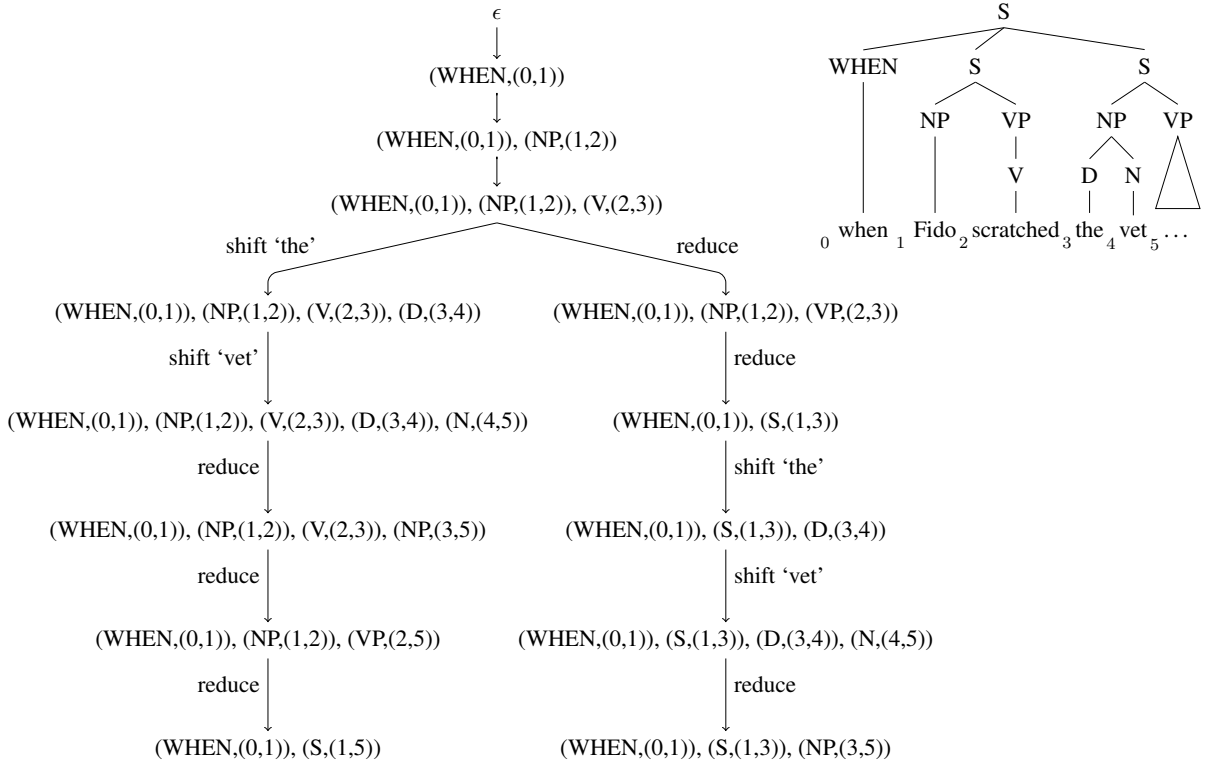 ϵ
S
WHEN S S
(WHEN,(0,1))
NP VP NP VP
(WHEN,(0,1)), (NP,(1,2))
V D N
(WHEN,(0,1)), (NP,(1,2)), (V,(2,3))
0 when 1 Fido 2 scratched 3 the 4 vet 5 ...
shift ‘the’ reduce
(WHEN,(0,1)), (NP,(1,2)), (V,(2,3)), (D,(3,4)) (WHEN,(0,1)), (NP,(1,2)), (VP,(2,3))
shift ‘vet’ reduce
(WHEN,(0,1)), (NP,(1,2)), (V,(2,3)), (D,(3,4)), (N,(4,5)) (WHEN,(0,1)), (S,(1,3))
reduce shift ‘the’
(WHEN,(0,1)), (NP,(1,2)), (V,(2,3)), (NP,(3,5)) (WHEN,(0,1)), (S,(1,3)), (D,(3,4))
reduce shift ‘vet’
(WHEN,(0,1)), (NP,(1,2)), (VP,(2,5)) (WHEN,(0,1)), (S,(1,3)), (D,(3,4)), (N,(4,5))
reduce reduce
(WHEN,(0,1)), (S,(1,5)) (WHEN,(0,1)), (S,(1,3)), (NP,(3,5))